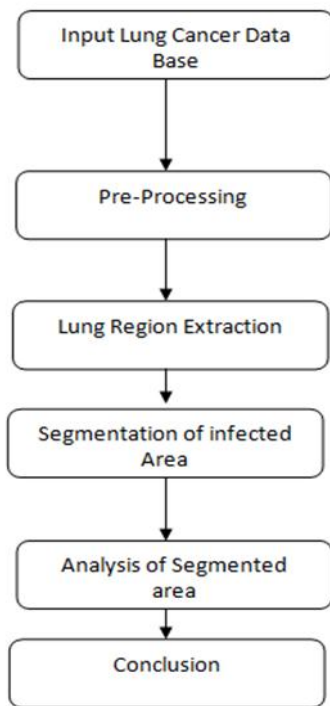 Input Lung Cancer Data
Base
Pre-Processing
Lung Region Extraction
Segmentation of infected
Area
Analysis of Segmented
area
Conclusion